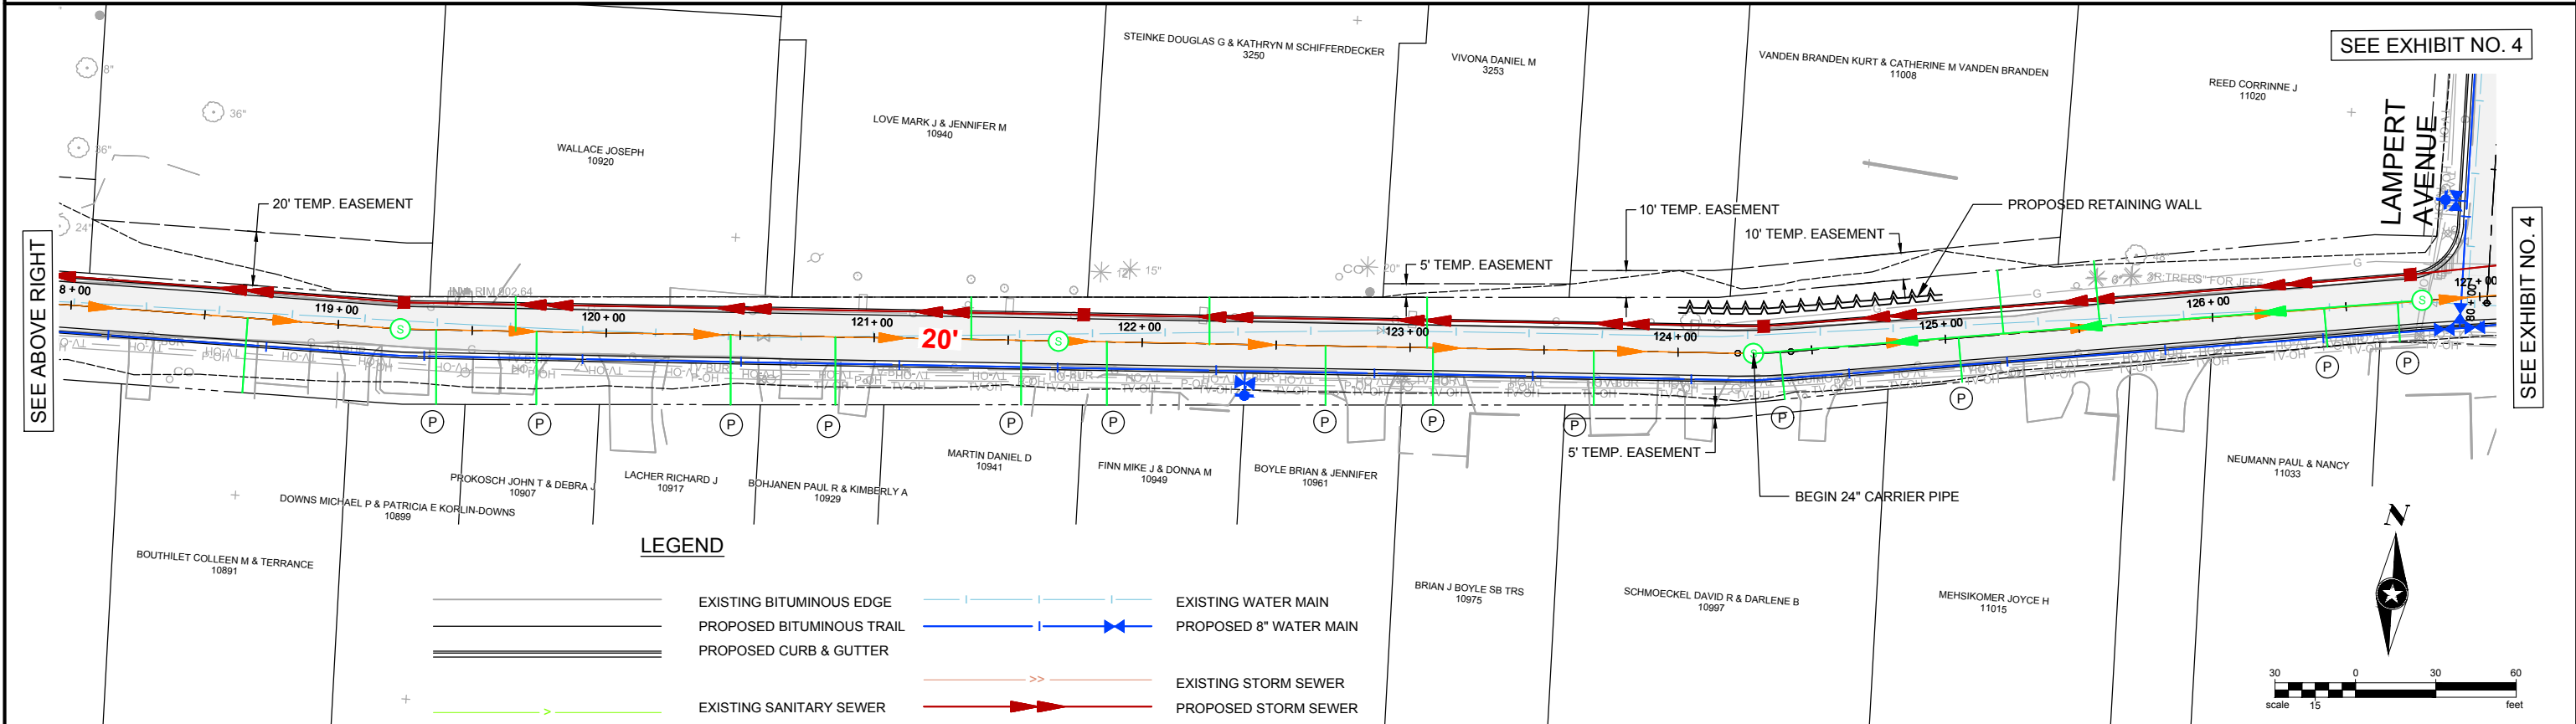 SEE EXHIBIT NO. 4
STEINKE DOUGLAS G & KATHRYN M SCHIFFERDECKER
3250
VIVONA DANIEL M
3253
VANDEN BRANDEN KURT & CATHERINE M VANDEN BRANDEN
11008
REED CORRINNE J
11020
LOVE MARK J & JENNIFER M
10940
WALLACE JOSEPH
10920
8"
36"
36"
24"
LAMPERT
AVENUE
20' TEMP. EASEMENT
10' TEMP. EASEMENT
10' TEMP. EASEMENT
PROPOSED RETAINING WALL
5' TEMP. EASEMENT
15"
20"
SEE ABOVE RIGHT
SEE EXHIBIT NO. 4
8 + 00
119 + 00
120 + 00
121 + 00
20'
122 + 00
123 + 00
124 + 00
125 + 00
126 + 00
127 + 00
S
S
S
S
P
P
P
P
P
P
P
P
P
P
P
P
P
5' TEMP. EASEMENT
BEGIN 24" CARRIER PIPE
BOUTHILET COLLEEN M & TERRANCE
10891
DOWNS MICHAEL P & PATRICIA E KORLIN-DOWNS
10899
PROKOSCH JOHN T & DEBRA J
10907
LACHER RICHARD J
10917
BOHJANEN PAUL R & KIMBERLY A
10929
MARTIN DANIEL D
10941
FINN MIKE J & DONNA M
10949
BOYLE BRIAN & JENNIFER
10961
BRIAN J BOYLE SB TRS
10975
SCHMOECKEL DAVID R & DARLENE B
10997
MEHSIKOMER JOYCE H
11015
NEUMANN PAUL & NANCY
11033
LEGEND
EXISTING BITUMINOUS EDGE
PROPOSED BITUMINOUS TRAIL
PROPOSED CURB & GUTTER
EXISTING SANITARY SEWER
EXISTING WATER MAIN
PROPOSED 8" WATER MAIN
EXISTING STORM SEWER
PROPOSED STORM SEWER
N
30 0 30 60
scale 15 feet